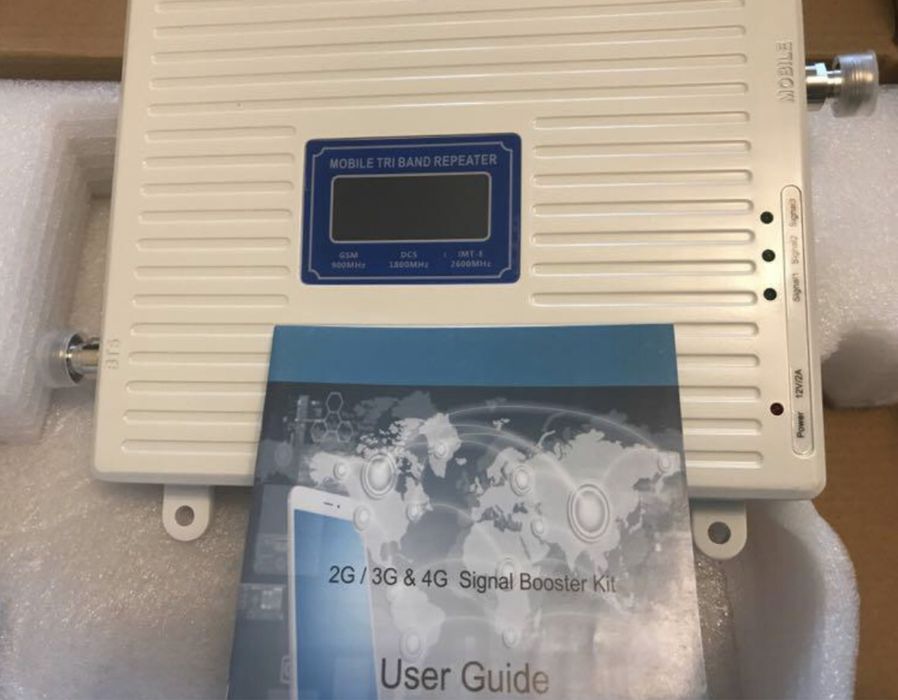 MOBILE
MOBILE TRI BAND REPEATER
GSM DCS : IMT-E
900MHz 1800MHz 2600MHz
Signal3
Signal2
Signal1
BTS
12V/2A
Power
2G / 3G & 4G Signal Booster Kit
User Guide